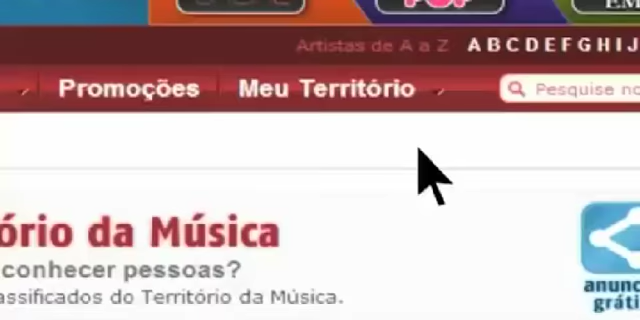 POP
EM
Artistas de A a Z A B C D E F G H I J
Promoções Meu Território Pesquise no
ório da Música
conhecer pessoas?
assificados do Território da Música.
anunc
gráti